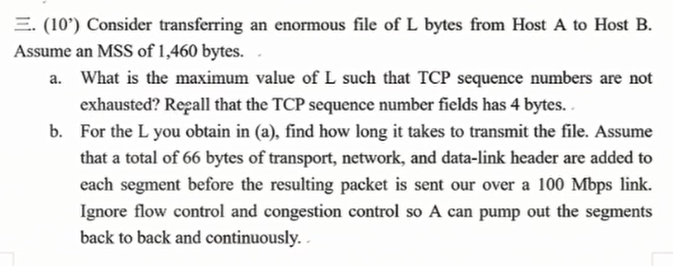 三. (10’) Consider transferring an enormous file of L bytes from Host A to Host B.
Assume an MSS of 1,460 bytes.
a. What is the maximum value of L such that TCP sequence numbers are not
exhausted? Reçall that the TCP sequence number fields has 4 bytes.
b. For the L you obtain in (a), find how long it takes to transmit the file. Assume
that a total of 66 bytes of transport, network, and data-link header are added to
each segment before the resulting packet is sent our over a 100 Mbps link.
Ignore flow control and congestion control so A can pump out the segments
back to back and continuously.